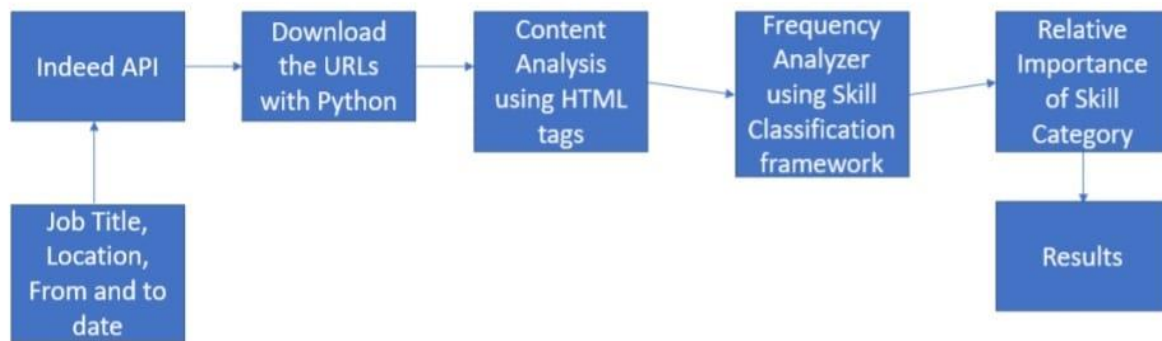 Indeed API
Download
the URLs
with Python
Content
Analysis
using HTML
tags
Frequency
Analyzer
using Skill
Classification
framework
Relative
Importance
of Skill
Category
Job Title,
Location,
From and to
date
Results